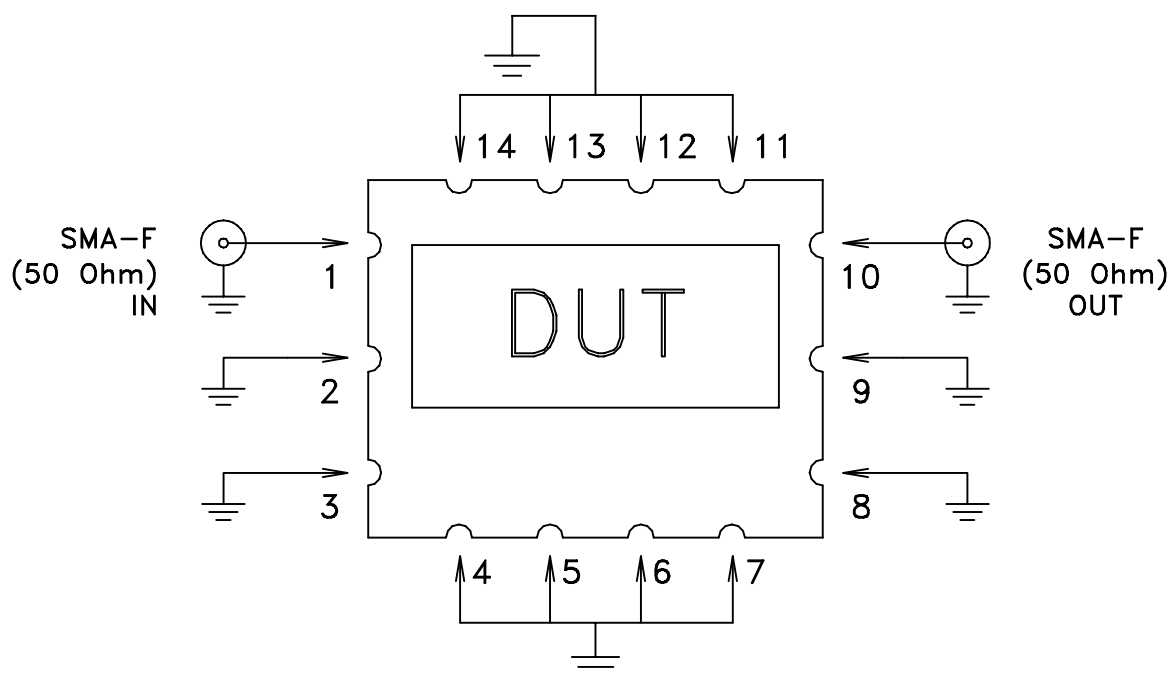 14 13 12 11
SMA-F
(50 Ohm)
IN
1
10
SMA-F
(50 Ohm)
OUT
DUT
2
9
3
8
4 5 6 7